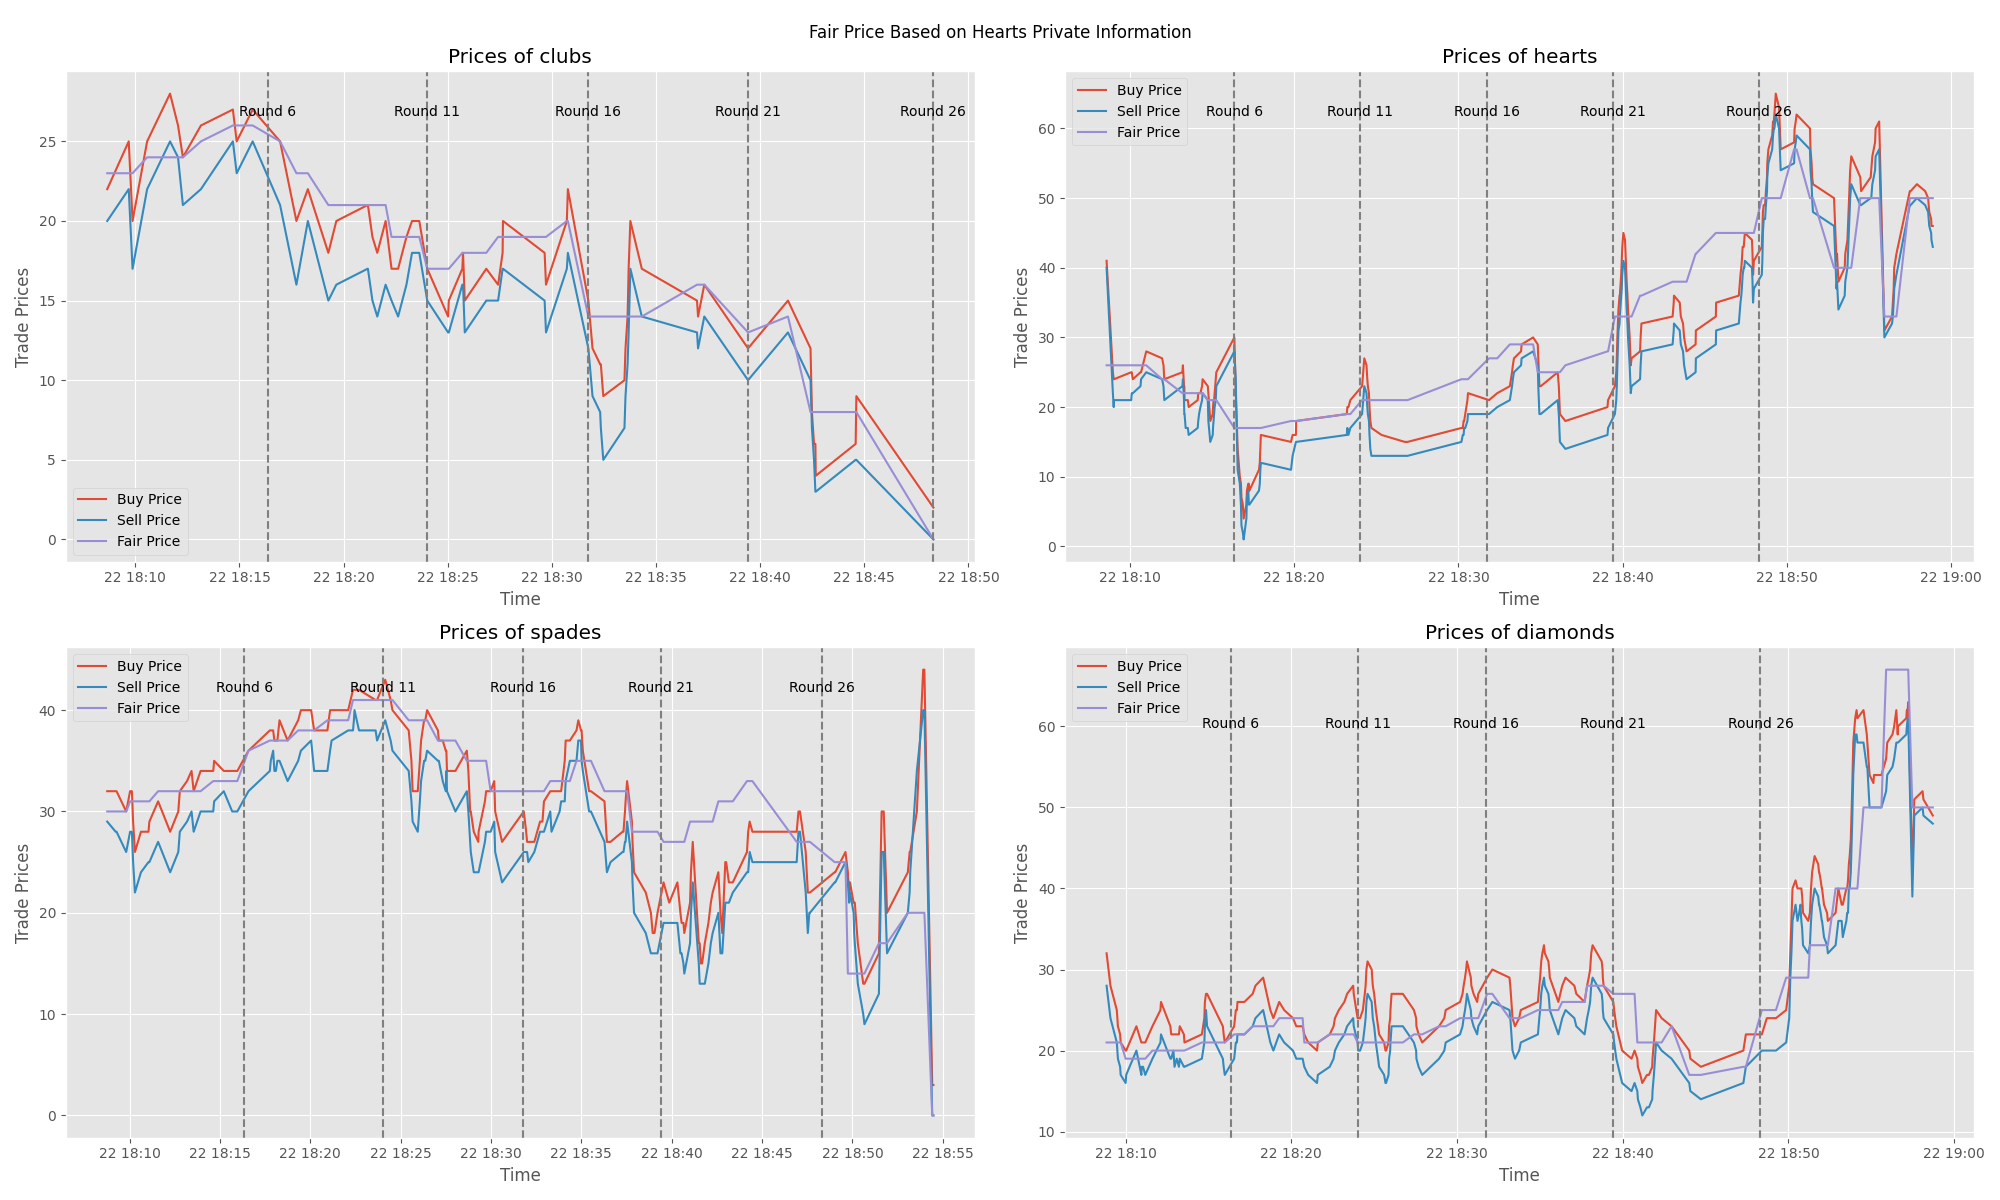 Fair Price Based on Hearts Private Information
Prices of clubs
Round 6
Round 11
Round 16
Round 21
Round 26
25
20
15
10
5
0
Trade Prices
Buy Price
Sell Price
Fair Price
22 18:10
22 18:15
22 18:20
22 18:25
22 18:30
22 18:35
22 18:40
22 18:45
22 18:50
Time
Prices of hearts
Buy Price
Sell Price
Fair Price
Round 6
Round 11
Round 16
Round 21
Round 26
60
50
40
30
20
10
0
Trade Prices
22 18:10
22 18:20
22 18:30
22 18:40
22 18:50
22 19:00
Time
Prices of spades
Buy Price
Sell Price
Fair Price
Round 6
Round 11
Round 16
Round 21
Round 26
40
30
20
10
0
Trade Prices
22 18:10
22 18:15
22 18:20
22 18:25
22 18:30
22 18:35
22 18:40
22 18:45
22 18:50
22 18:55
Time
Prices of diamonds
Buy Price
Sell Price
Fair Price
Round 6
Round 11
Round 16
Round 21
Round 26
60
50
40
30
20
10
Trade Prices
22 18:10
22 18:20
22 18:30
22 18:40
22 18:50
22 19:00
Time